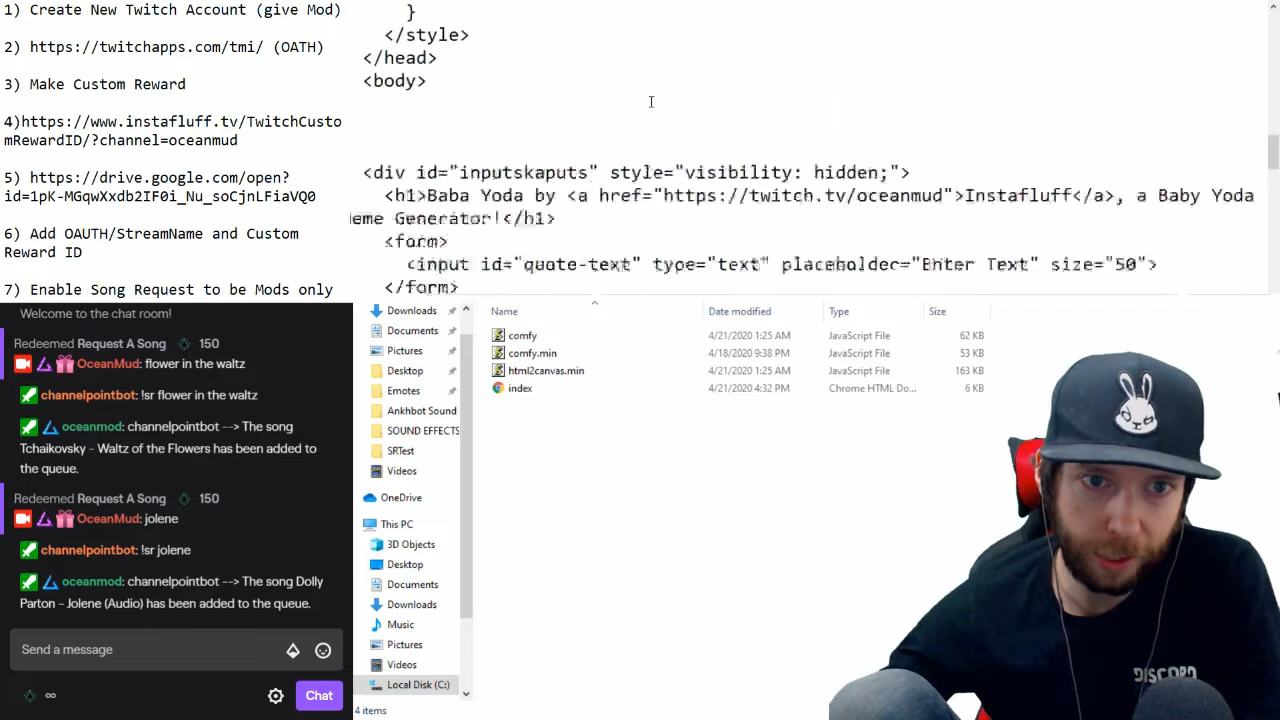 1) Create New Twitch Account (give Mod)
2) https://twitchapps.com/tmi/ (OATH)
3) Make Custom Reward
4)https://www.instafluff.tv/TwitchCusto
mRewardID/?channel=oceanmud
5) https://drive.google.com/open?
id=1pK-MGqwXxdb2IF0i_Nu_soCjnLFiaVQ0
6) Add OAUTH/StreamName and Custom
Reward ID
7) Enable Song Request to be Mods only
}
</style>
</head>
<body>
<div id="inputskaputs" style="visibility: hidden;">
<h1>Baba Yoda by <a href="https://twitch.tv/oceanmud">Instafluff</a>, a Baby Yoda
eme Generator!</h1>
<form>
<input id="quote-text" type="text" placeholder="Enter Text" size="50">
</form>
Welcome to the chat room!
Redeemed Request A Song 150
OceanMud: flower in the waltz
channelpointbot: !sr flower in the waltz
oceanmod: channelpointbot --> The song
Tchaikovsky - Waltz of the Flowers has been added to
the queue.
Redeemed Request A Song 150
OceanMud: jolene
channelpointbot: !sr jolene
oceanmod: channelpointbot --> The song Dolly
Parton - Jolene (Audio) has been added to the queue.
Send a message
∞
Chat
Downloads
Documents
Pictures
Desktop
Emotes
Ankhbot Sound
SOUND EFFECTS
SRTest
Videos
OneDrive
This PC
3D Objects
Desktop
Documents
Downloads
Music
Pictures
Videos
Local Disk (C:)
4 items
Name Date modified Type Size
comfy 4/21/2020 1:25 AM JavaScript File 62 KB
comfy.min 4/18/2020 9:38 PM JavaScript File 53 KB
html2canvas.min 4/21/2020 1:25 AM JavaScript File 163 KB
index 4/21/2020 4:32 PM Chrome HTML Do... 6 KB
DISCORD